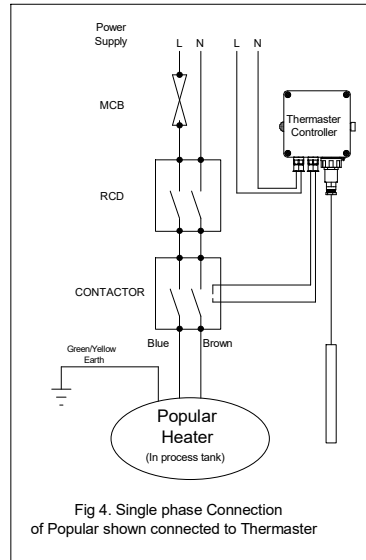 Power
Supply
L N L N
MCB
Thermaster
Controller
RCD
CONTACTOR
Blue Brown
Green/Yellow
Earth
Popular
Heater
(In process tank)
Fig 4. Single phase Connection
of Popular shown connected to Thermaster